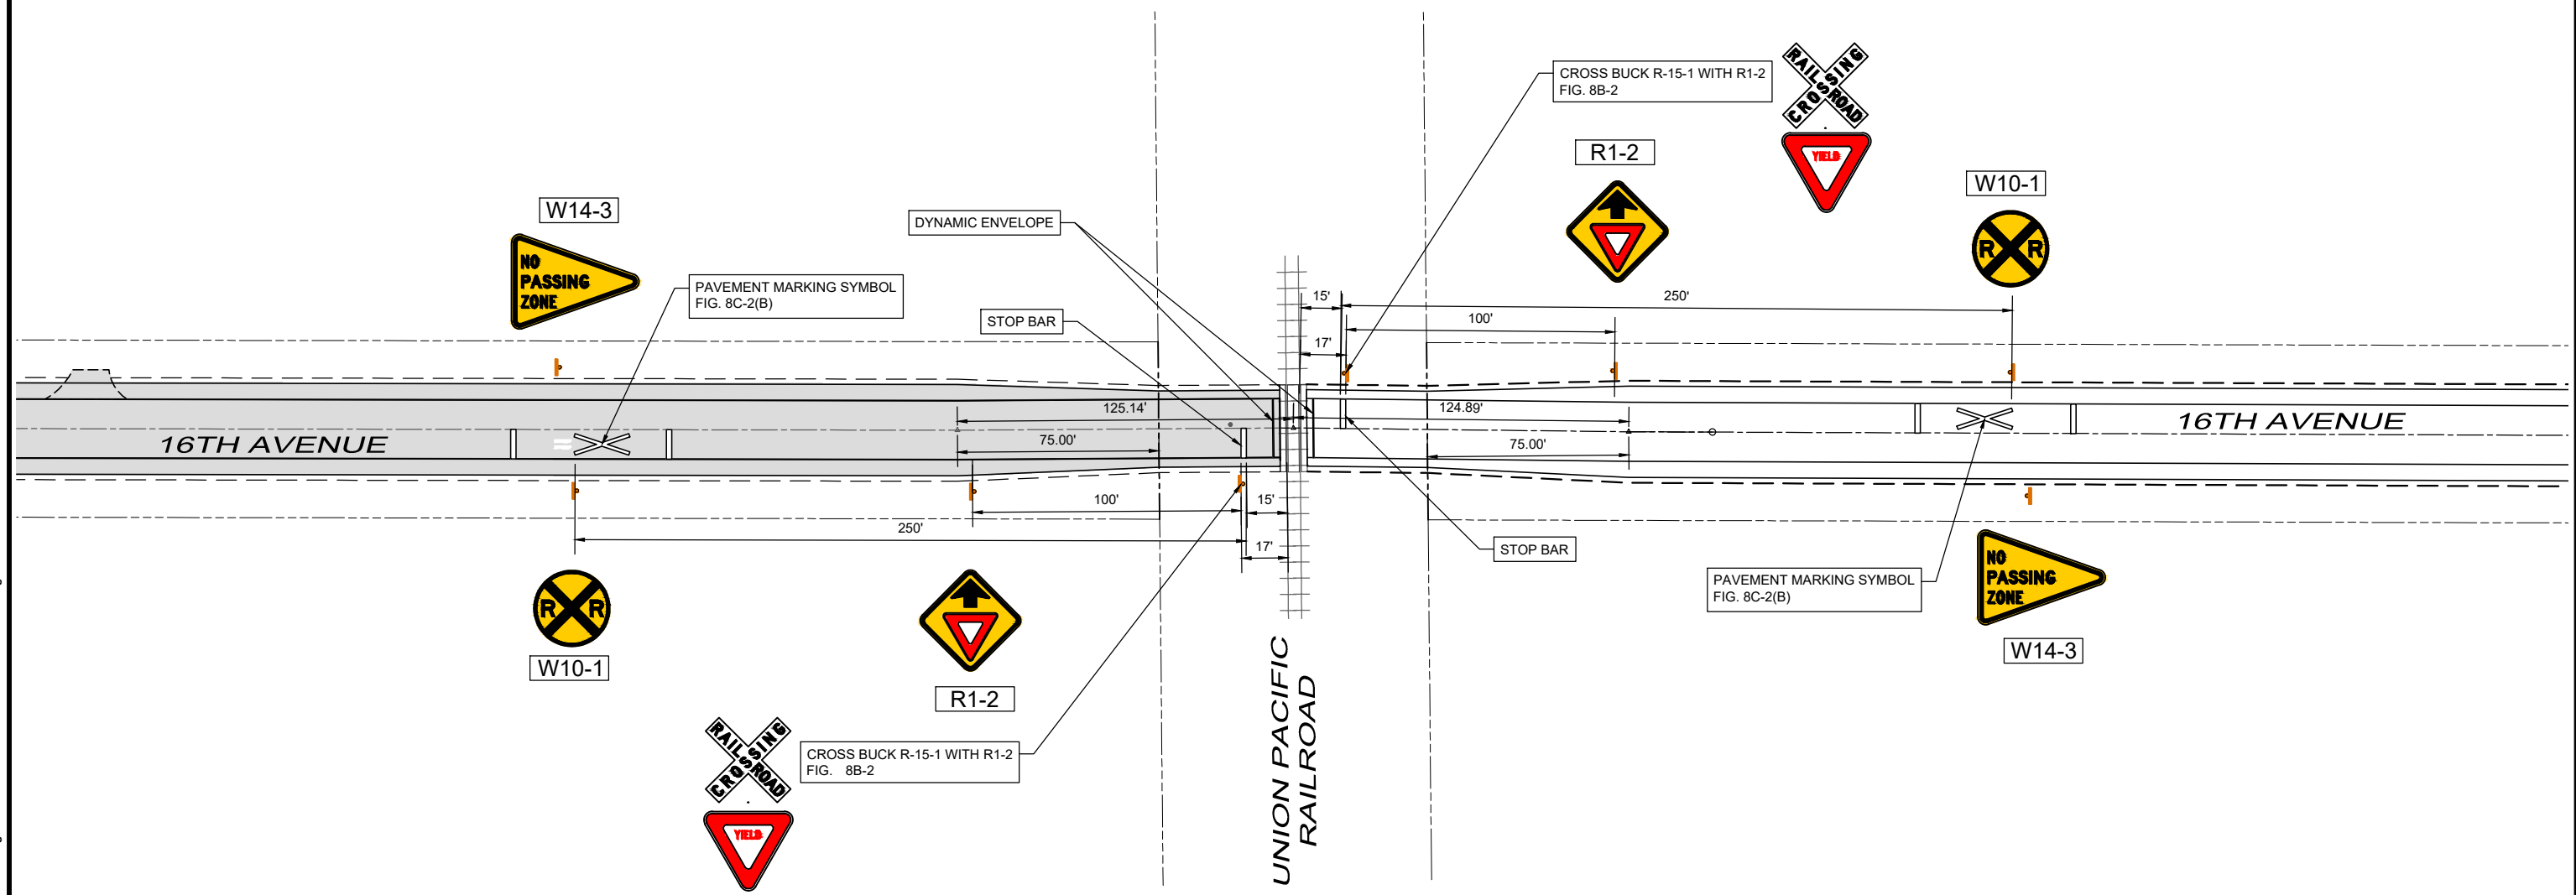 CROSS BUCK R-15-1 WITH R1-2
FIG. 8B-2
RAILROAD
CROSSING
YIELD
R1-2
W10-1
R R
W14-3
NO
PASSING
ZONE
DYNAMIC ENVELOPE
PAVEMENT MARKING SYMBOL
FIG. 8C-2(B)
STOP BAR
15'
250'
100'
17'
125.14'
124.89'
16TH AVENUE
75.00'
75.00'
16TH AVENUE
100'
15'
250'
17'
STOP BAR
PAVEMENT MARKING SYMBOL
FIG. 8C-2(B)
NO
PASSING
ZONE
W14-3
R R
W10-1
R1-2
CROSS BUCK R-15-1 WITH R1-2
FIG. 8B-2
RAILROAD
CROSSING
YIELD
UNION PACIFIC
RAILROAD